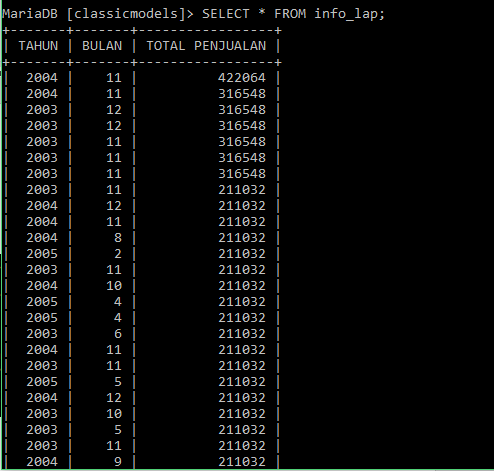 MariaDB [classicmodels]> SELECT * FROM info_lap;
+-------+-------+-----------------+
| TAHUN | BULAN | TOTAL PENJUALAN |
+-------+-------+-----------------+
|  2004 |    11 |          422064 |
|  2004 |    11 |          316548 |
|  2003 |    12 |          316548 |
|  2003 |    12 |          316548 |
|  2003 |    11 |          316548 |
|  2003 |    11 |          316548 |
|  2003 |    11 |          316548 |
|  2003 |    11 |          211032 |
|  2004 |    12 |          211032 |
|  2004 |    11 |          211032 |
|  2004 |     8 |          211032 |
|  2005 |     2 |          211032 |
|  2003 |    11 |          211032 |
|  2004 |    10 |          211032 |
|  2005 |     4 |          211032 |
|  2005 |     4 |          211032 |
|  2003 |     6 |          211032 |
|  2004 |    11 |          211032 |
|  2003 |    11 |          211032 |
|  2005 |     5 |          211032 |
|  2004 |    12 |          211032 |
|  2003 |    10 |          211032 |
|  2003 |     5 |          211032 |
|  2003 |    11 |          211032 |
|  2004 |     9 |          211032 |